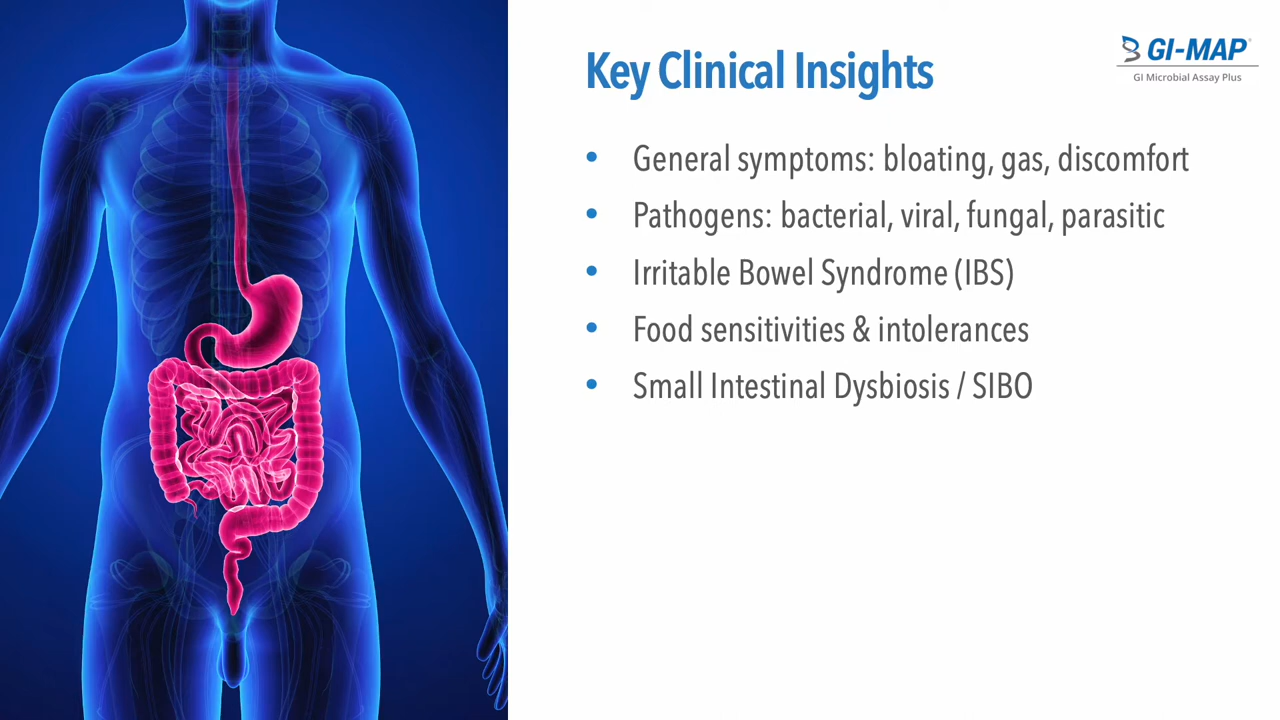 Key Clinical Insights
GI-MAP®
GI Microbial Assay Plus
• General symptoms: bloating, gas, discomfort
• Pathogens: bacterial, viral, fungal, parasitic
• Irritable Bowel Syndrome (IBS)
• Food sensitivities & intolerances
• Small Intestinal Dysbiosis / SIBO